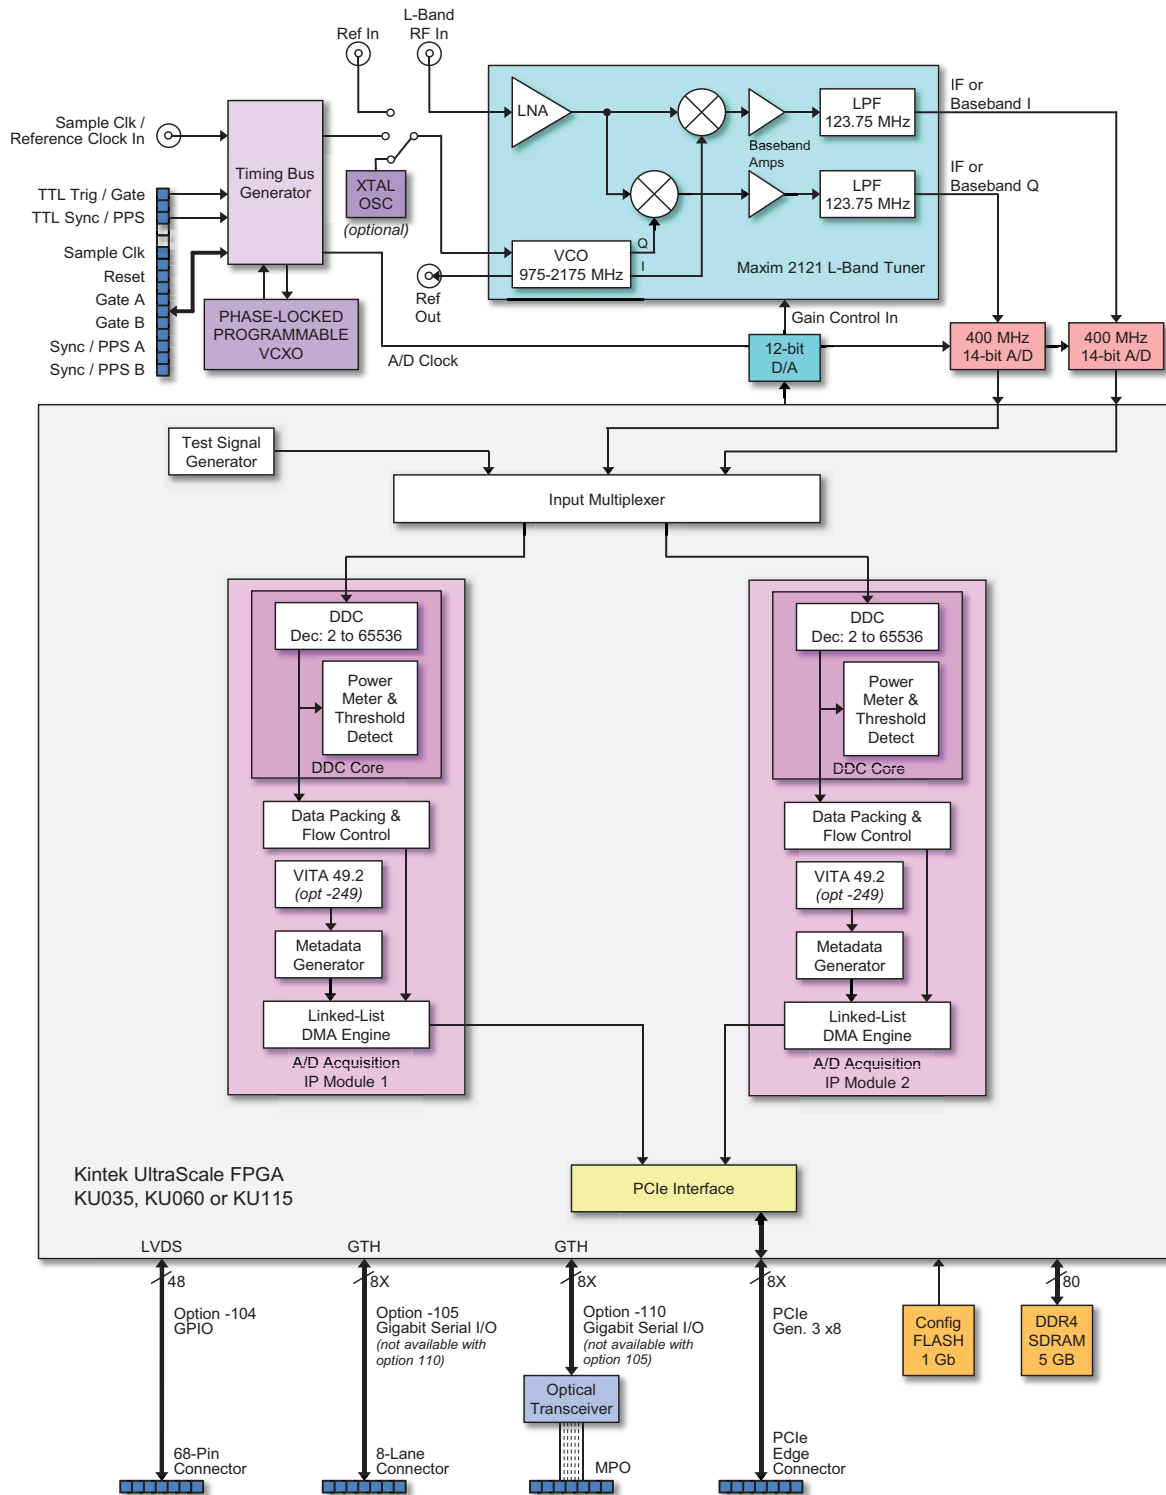 L-Band
Ref In
RF In
Sample Clk /
Reference Clock In
TTL Trig / Gate
TTL Sync / PPS
Sample Clk
Reset
Gate A
Gate B
Sync / PPS A
Sync / PPS B
Timing Bus
Generator
PHASE-LOCKED
PROGRAMMABLE
VCXO
XTAL
OSC
(optional)
LNA
Baseband
Amps
LPF
123.75 MHz
LPF
123.75 MHz
IF or
Baseband I
IF or
Baseband Q
VCO
975-2175 MHz
Q
I
Maxim 2121 L-Band Tuner
Ref
Out
Gain Control In
A/D Clock
12-bit
D/A
400 MHz
14-bit A/D
400 MHz
14-bit A/D
Test Signal
Generator
Input Multiplexer
DDC
Dec: 2 to 65536
Power
Meter &
Threshold
Detect
DDC Core
Data Packing &
Flow Control
VITA 49.2
(opt -249)
Metadata
Generator
Linked-List
DMA Engine
A/D Acquisition
IP Module 1
DDC
Dec: 2 to 65536
Power
Meter &
Threshold
Detect
DDC Core
Data Packing &
Flow Control
VITA 49.2
(opt -249)
Metadata
Generator
Linked-List
DMA Engine
A/D Acquisition
IP Module 2
Kintek UltraScale FPGA
KU035, KU060 or KU115
PCIe Interface
LVDS
GTH
GTH
48
8X
8X
8X
80
Option -104
GPIO
Option -105
Gigabit Serial I/O
(not available with
option 110)
Option -110
Gigabit Serial I/O
(not available with
option 105)
PCIe
Gen. 3 x8
Config
FLASH
1 Gb
DDR4
SDRAM
5 GB
Optical
Transceiver
68-Pin
Connector
8-Lane
Connector
MPO
PCIe
Edge
Connector